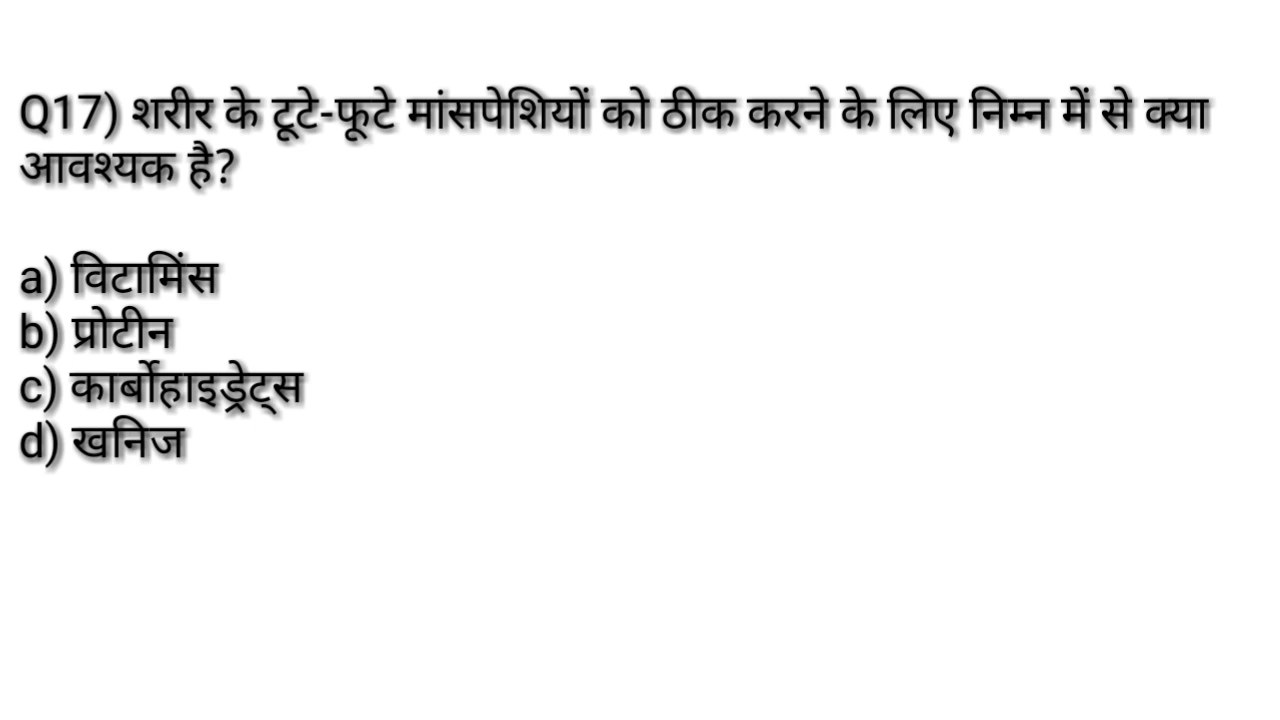 Q17) शरीर के टूटे-फूटे मांसपेशियों को ठीक करने के लिए निम्न में से क्या
आवश्यक है?
a) विटामिंस
b) प्रोटीन
c) कार्बोहाइड्रेट्स
d) खनिज